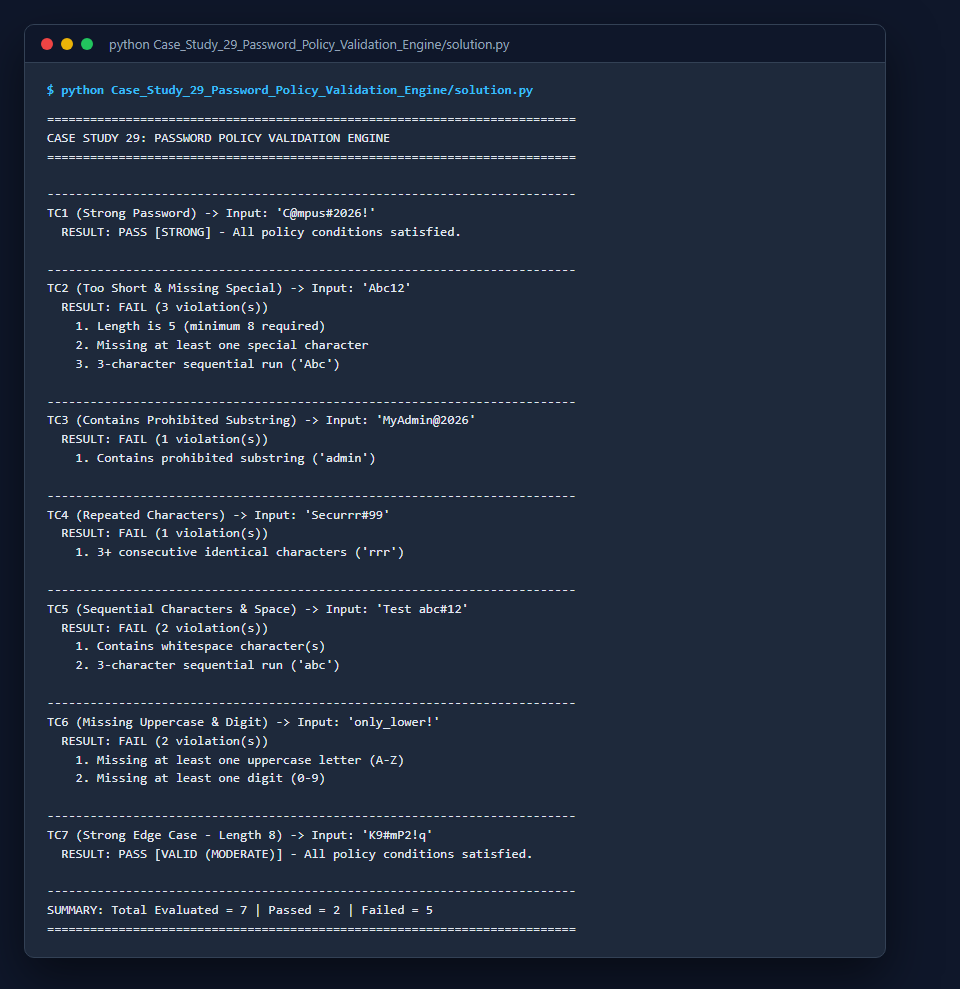 python Case_Study_29_Password_Policy_Validation_Engine/solution.py
$ python Case_Study_29_Password_Policy_Validation_Engine/solution.py
==========================================================================
CASE STUDY 29: PASSWORD POLICY VALIDATION ENGINE
==========================================================================
--------------------------------------------------------------------------
TC1 (Strong Password) -> Input: 'C@mpus#2026!'
  RESULT: PASS [STRONG] - All policy conditions satisfied.
--------------------------------------------------------------------------
TC2 (Too Short & Missing Special) -> Input: 'Abc12'
  RESULT: FAIL (3 violation(s))
    1. Length is 5 (minimum 8 required)
    2. Missing at least one special character
    3. 3-character sequential run ('Abc')
--------------------------------------------------------------------------
TC3 (Contains Prohibited Substring) -> Input: 'MyAdmin@2026'
  RESULT: FAIL (1 violation(s))
    1. Contains prohibited substring ('admin')
--------------------------------------------------------------------------
TC4 (Repeated Characters) -> Input: 'Securrr#99'
  RESULT: FAIL (1 violation(s))
    1. 3+ consecutive identical characters ('rrr')
--------------------------------------------------------------------------
TC5 (Sequential Characters & Space) -> Input: 'Test abc#12'
  RESULT: FAIL (2 violation(s))
    1. Contains whitespace character(s)
    2. 3-character sequential run ('abc')
--------------------------------------------------------------------------
TC6 (Missing Uppercase & Digit) -> Input: 'only_lower!'
  RESULT: FAIL (2 violation(s))
    1. Missing at least one uppercase letter (A-Z)
    2. Missing at least one digit (0-9)
--------------------------------------------------------------------------
TC7 (Strong Edge Case - Length 8) -> Input: 'K9#mP2!q'
  RESULT: PASS [VALID (MODERATE)] - All policy conditions satisfied.
--------------------------------------------------------------------------
SUMMARY: Total Evaluated = 7 | Passed = 2 | Failed = 5
==========================================================================